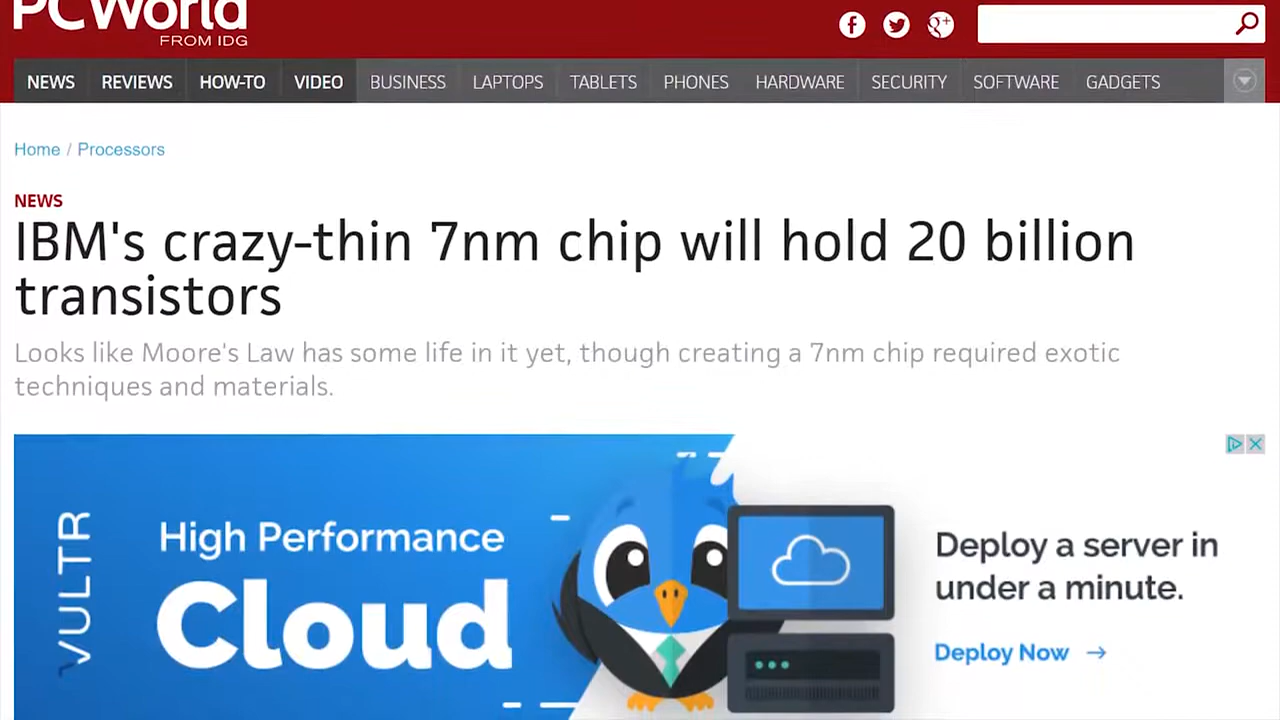 PCWorld
FROM IDG
NEWS REVIEWS HOW-TO VIDEO BUSINESS LAPTOPS TABLETS PHONES HARDWARE SECURITY SOFTWARE GADGETS
Home / Processors
NEWS
IBM's crazy-thin 7nm chip will hold 20 billion
transistors
Looks like Moore's Law has some life in it yet, though creating a 7nm chip required exotic
techniques and materials.
VULTR
High Performance
Cloud
Deploy a server in
under a minute.
Deploy Now →